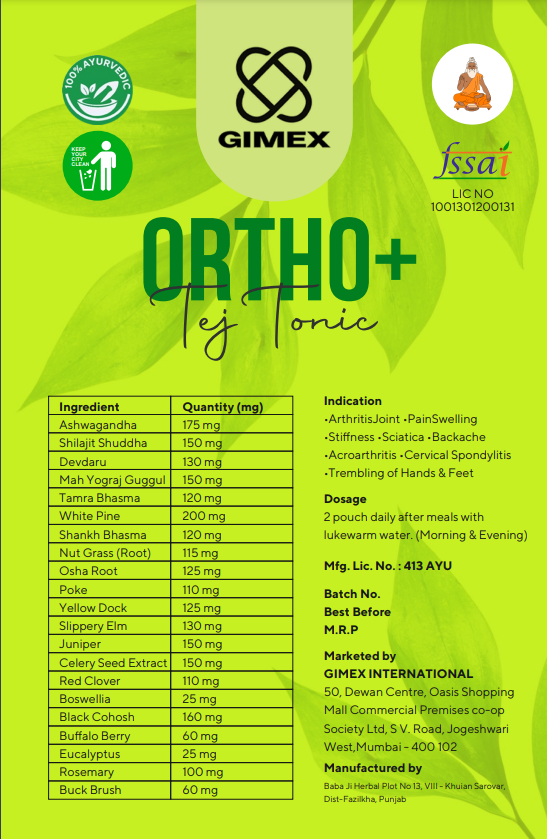 100% AYURVEDIC
GIMEX
KEEP
YOUR
CITY
CLEAN
fssai
LIC NO
1001301200131
ORTHO+
Tej Tonic
Ingredient Quantity (mg)
Ashwagandha 175 mg
Shilajit Shuddha 150 mg
Devdaru 130 mg
Mah Yograj Guggul 150 mg
Tamra Bhasma 120 mg
White Pine 200 mg
Shankh Bhasma 120 mg
Nut Grass (Root) 115 mg
Osha Root 125 mg
Poke 110 mg
Yellow Dock 125 mg
Slippery Elm 130 mg
Juniper 150 mg
Celery Seed Extract 150 mg
Red Clover 110 mg
Boswellia 25 mg
Black Cohosh 160 mg
Buffalo Berry 60 mg
Eucalyptus 25 mg
Rosemary 100 mg
Buck Brush 60 mg
Indication
•ArthritisJoint •PainSwelling
•Stiffness •Sciatica •Backache
•Acroarthritis •Cervical Spondylitis
•Trembling of Hands & Feet
Dosage
2 pouch daily after meals with
lukewarm water. (Morning & Evening)
Mfg. Lic. No. : 413 AYU
Batch No.
Best Before
M.R.P
Marketed by
GIMEX INTERNATIONAL
50, Dewan Centre, Oasis Shopping
Mall Commercial Premises co-op
Society Ltd, S V. Road, Jogeshwari
West,Mumbai - 400 102
Manufactured by
Baba Ji Herbal Plot No 13, VIII - Khuian Sarovar,
Dist-Fazilkha, Punjab